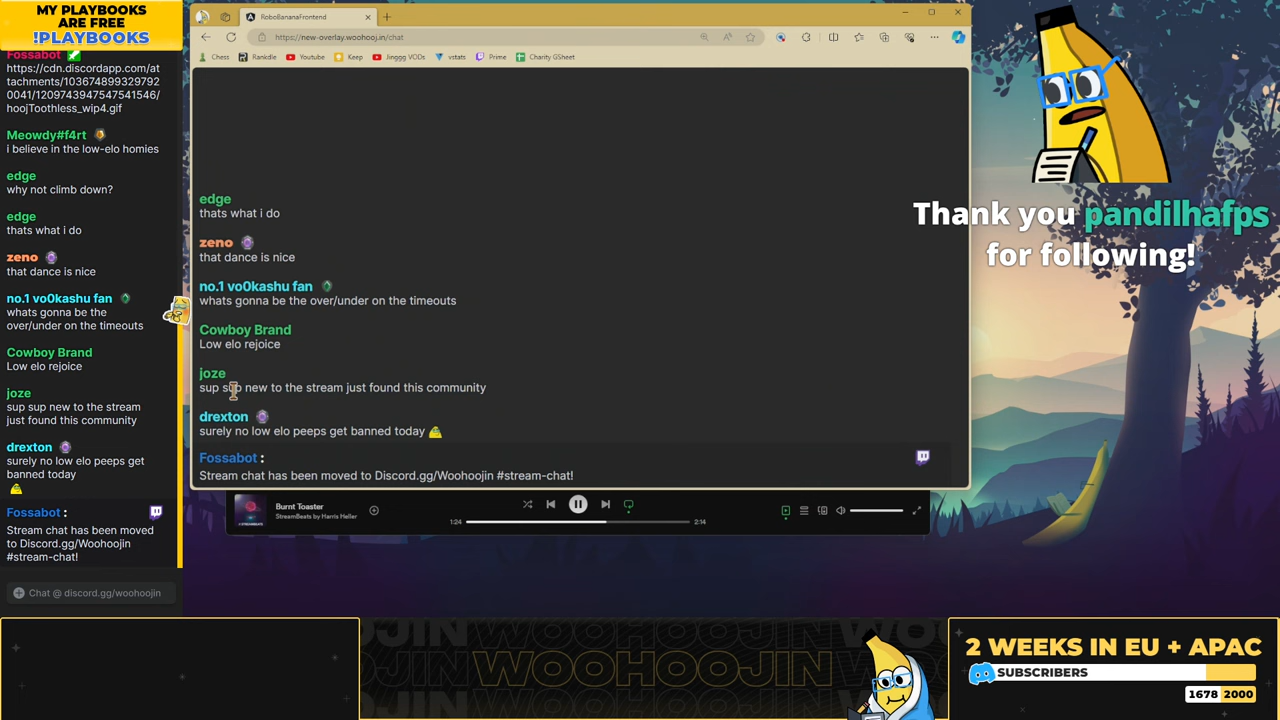 MY PLAYBOOKS
ARE FREE
!PLAYBOOKS
Fossabot
https://cdn.discordapp.com/at
tachments/103674899329792
0041/1209743947547541546/
hoojToothless_wip4.gif
Meowdy#f4rt
i believe in the low-elo homies
edge
why not climb down?
edge
thats what i do
zeno
that dance is nice
no.1 vo0kashu fan
whats gonna be the
over/under on the timeouts
Cowboy Brand
Low elo rejoice
joze
sup sup new to the stream
just found this community
drexton
surely no low elo peeps get
banned today
Fossabot :
Stream chat has been moved
to Discord.gg/Woohoojin
#stream-chat!
Chat @ discord.gg/woohoojin
RoboBananaFrontend
https://new-overlay.woohooj.in/chat
Chess
Rankdle
Youtube
Keep
Jinggg VODs
vstats
Prime
Charity GSheet
edge
thats what i do
zeno
that dance is nice
no.1 vo0kashu fan
whats gonna be the over/under on the timeouts
Cowboy Brand
Low elo rejoice
joze
sup sup new to the stream just found this community
drexton
surely no low elo peeps get banned today
Fossabot :
Stream chat has been moved to Discord.gg/Woohoojin #stream-chat!
Burnt Toaster
StreamBeats by Harris Heller
1:24
2:14
Thank you pandilhafps
for following!
OJIN WOOHOOJIN WOO
OJIN WOOHOOJIN WOO
2 WEEKS IN EU + APAC
SUBSCRIBERS
1678 2000